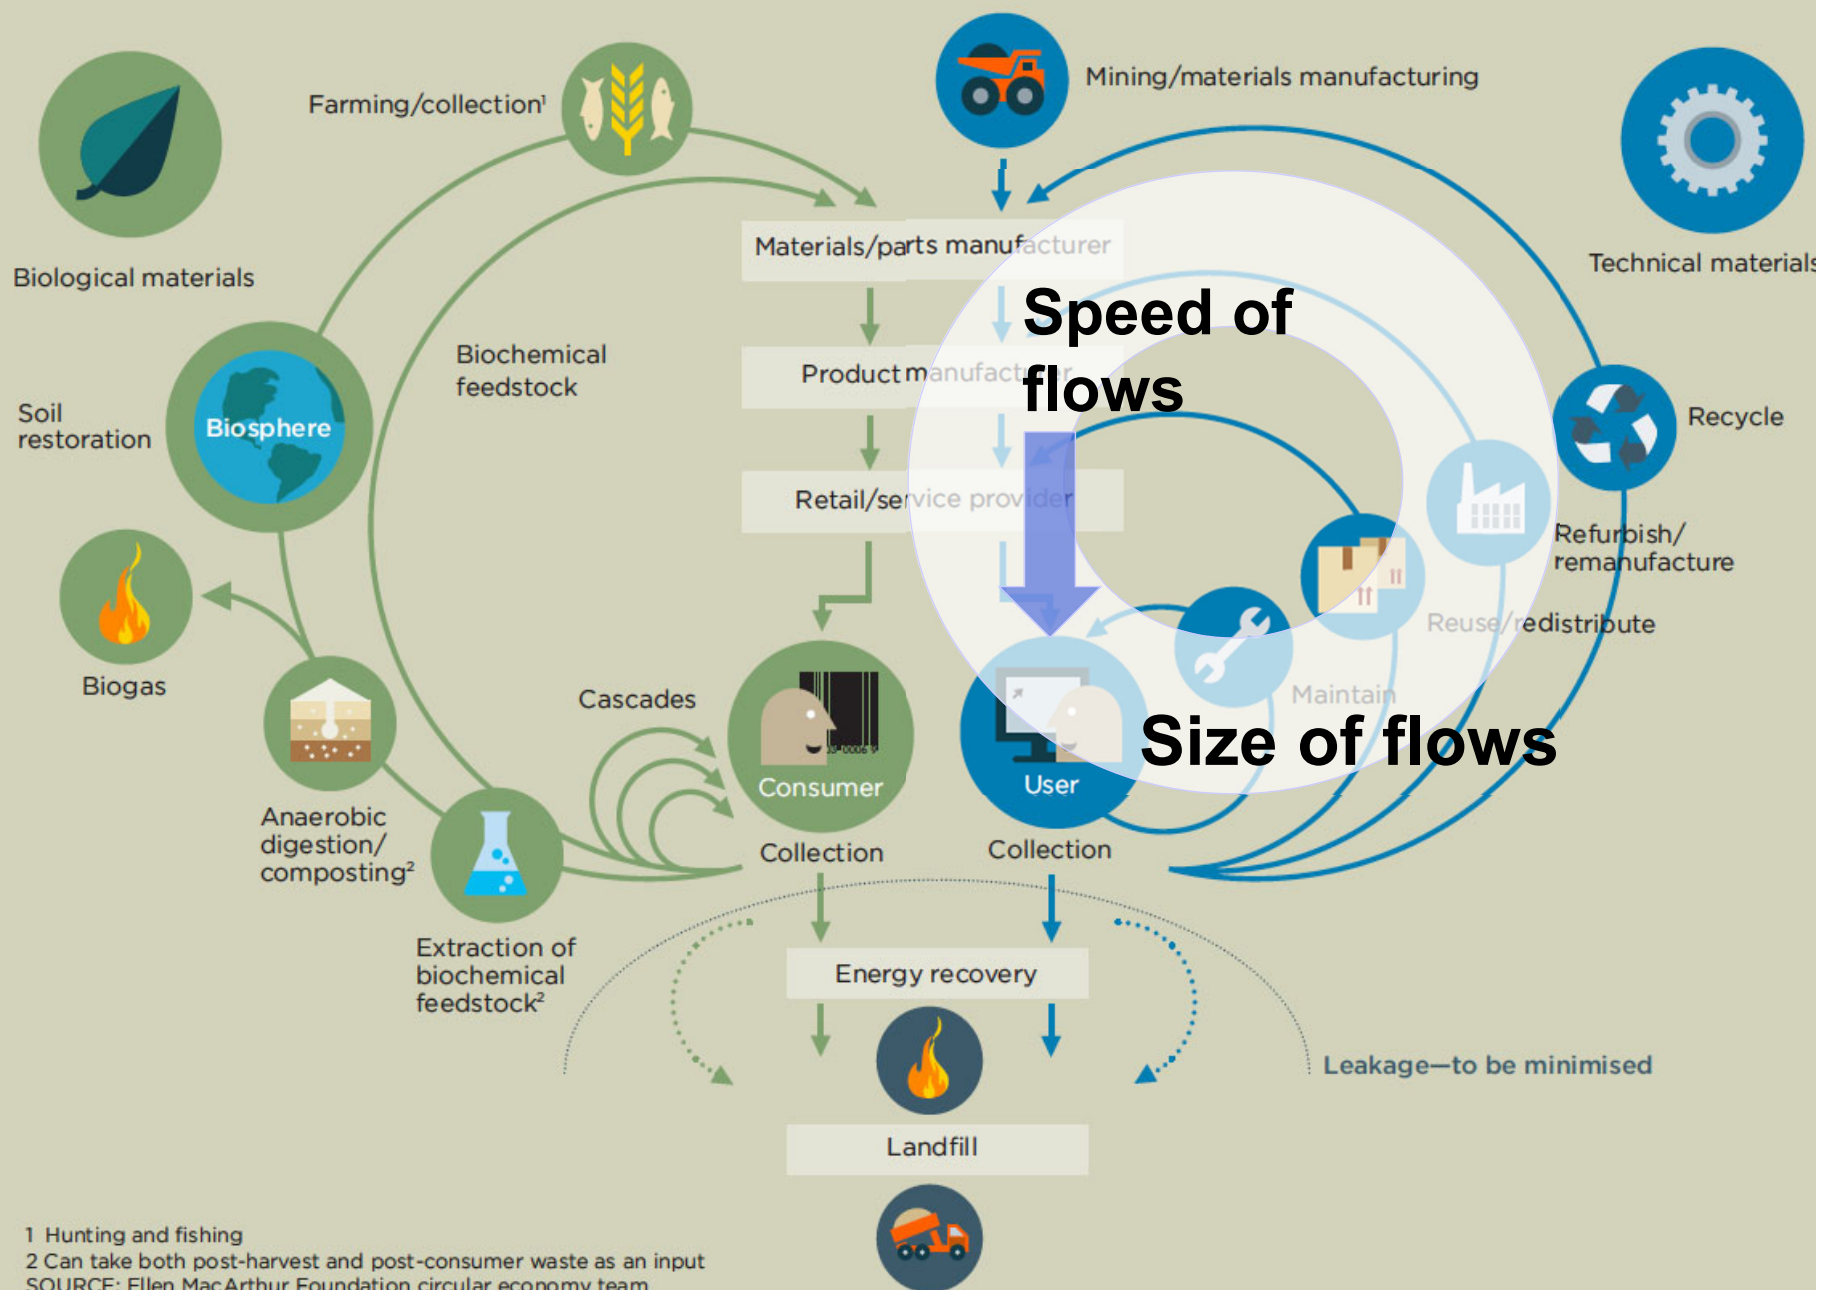 Farming/collection¹
Mining/materials manufacturing
Biological materials
Technical materials
Materials/parts manufacturer
Speed of
flows
Biochemical
feedstock
Product manufacturer
Soil
restoration
Biosphere
Recycle
Retail/service provider
Refurbish/
remanufacture
Reuse/redistribute
Biogas
Cascades
Maintain
Size of flows
Consumer
User
Anaerobic
digestion/
composting²
Collection
Collection
Extraction of
biochemical
feedstock²
Energy recovery
Leakage—to be minimised
Landfill
1 Hunting and fishing
2 Can take both post-harvest and post-consumer waste as an input
SOURCE: Ellen MacArthur Foundation circular economy team